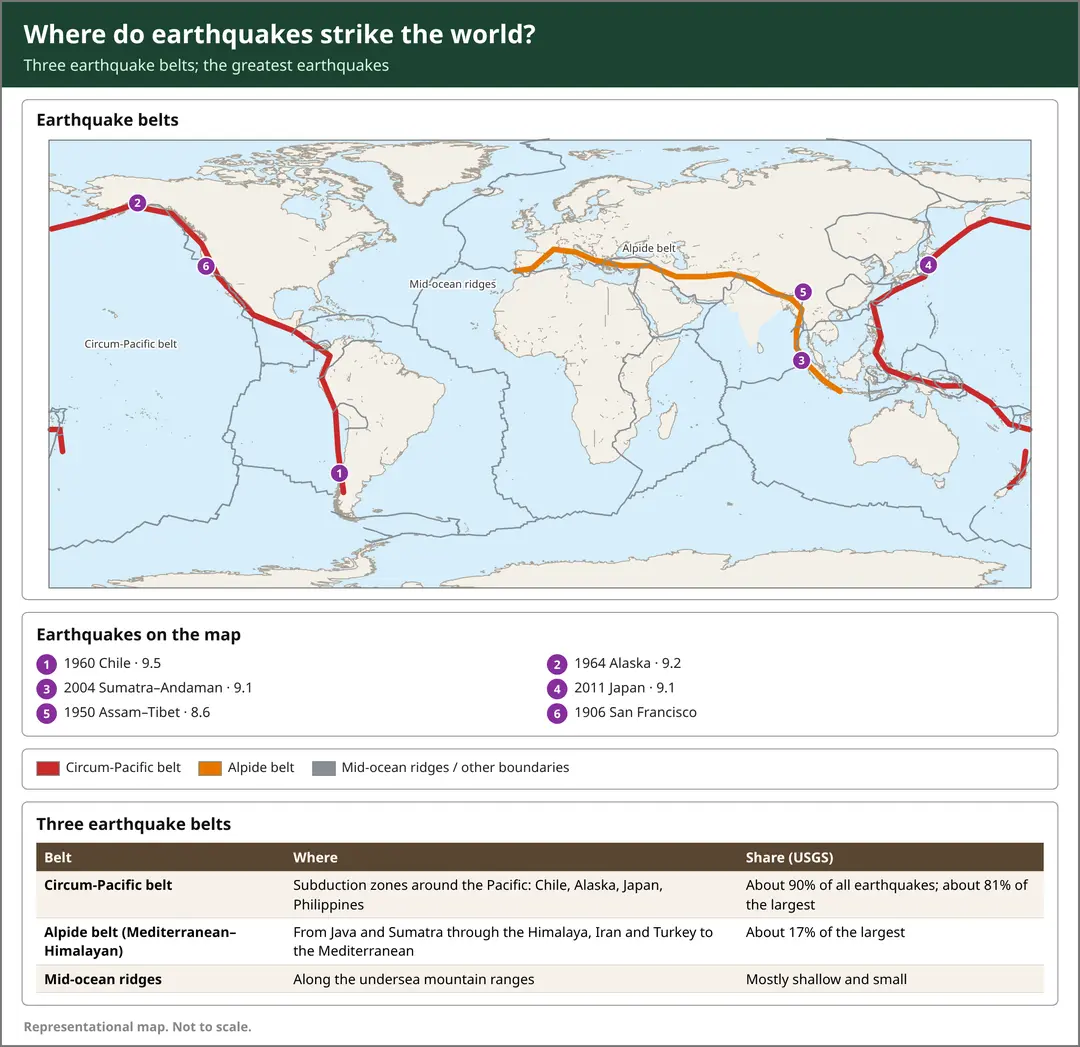 Where do earthquakes strike the world?
Three earthquake belts; the greatest earthquakes
Earthquake belts
2
6
4
Alpide belt
Mid-ocean ridges
5
Circum-Pacific belt
3
1
Earthquakes on the map
1 1960 Chile · 9.5
2 1964 Alaska · 9.2
3 2004 Sumatra–Andaman · 9.1
4 2011 Japan · 9.1
5 1950 Assam–Tibet · 8.6
6 1906 San Francisco
Circum-Pacific belt
Alpide belt
Mid-ocean ridges / other boundaries
Three earthquake belts
Belt
Where
Share (USGS)
Circum-Pacific belt
Subduction zones around the Pacific: Chile, Alaska, Japan,
Philippines
About 90% of all earthquakes; about 81% of
the largest
Alpide belt (Mediterranean–
Himalayan)
From Java and Sumatra through the Himalaya, Iran and Turkey to
the Mediterranean
About 17% of the largest
Mid-ocean ridges
Along the undersea mountain ranges
Mostly shallow and small
Representational map. Not to scale.